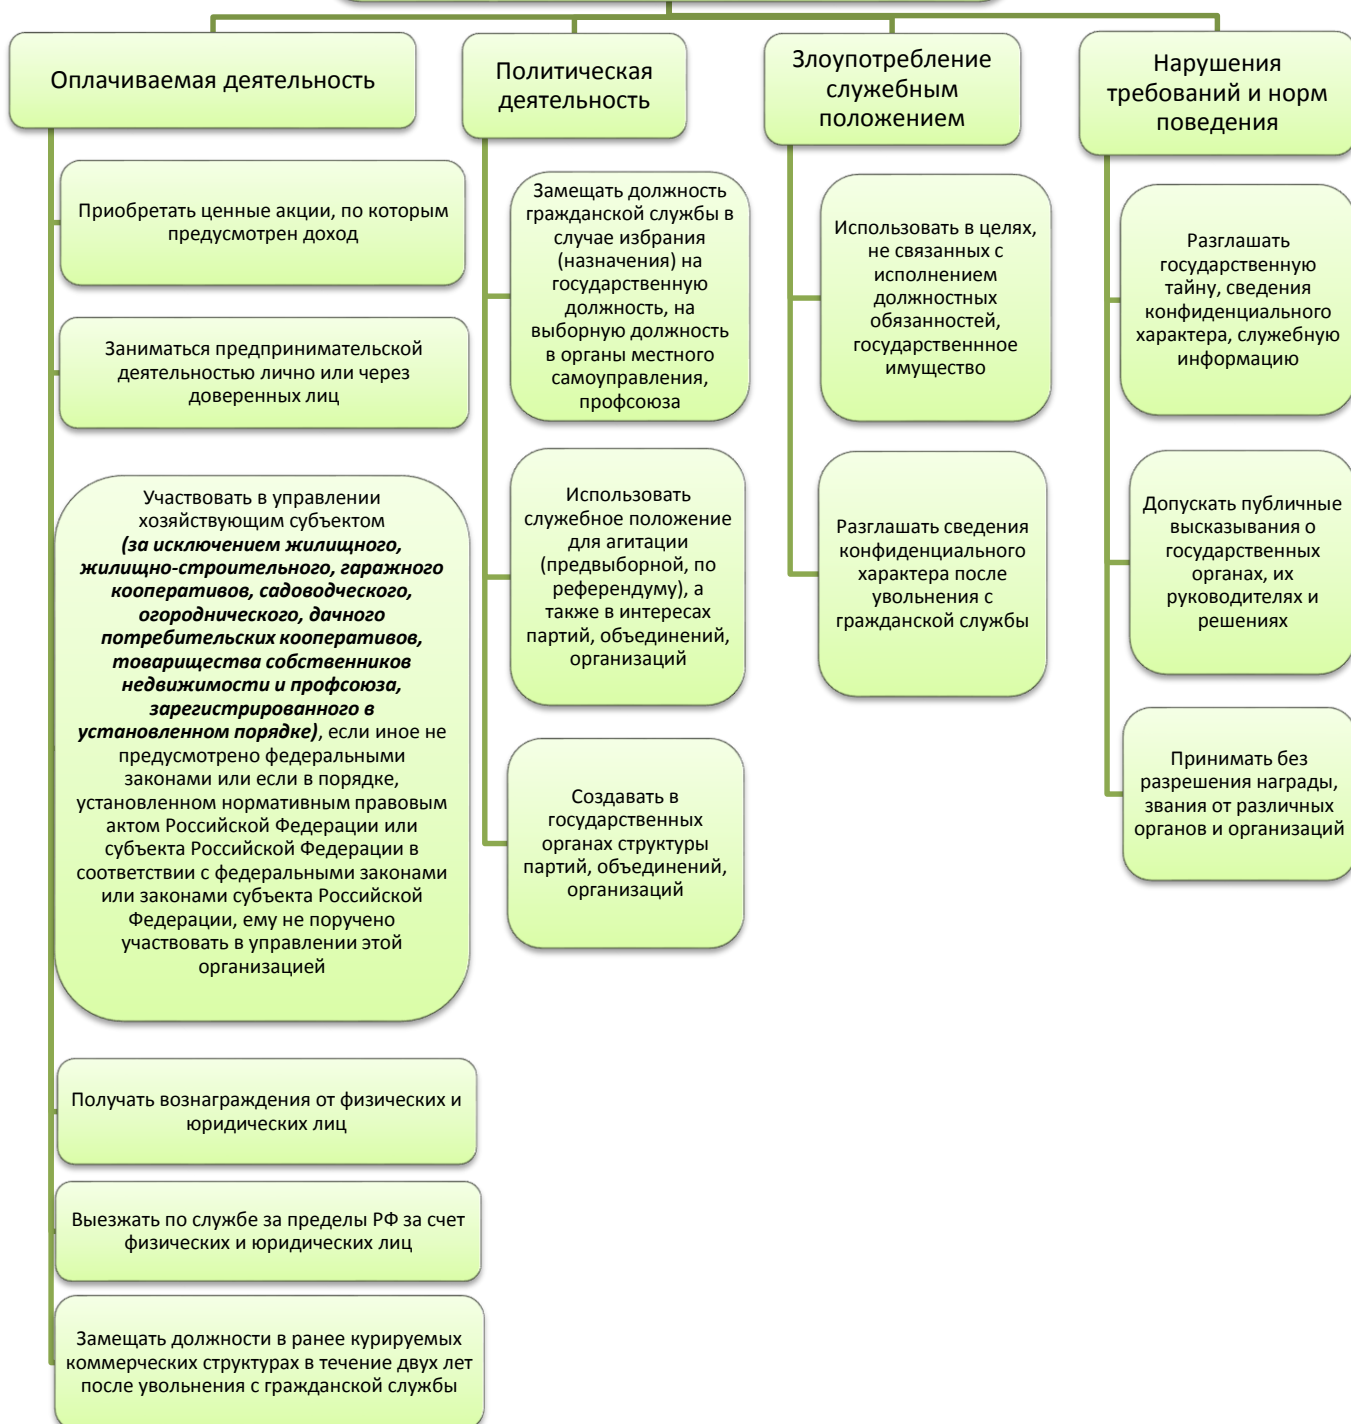 Оплачиваемая деятельность
Приобретать ценные акции, по которым
предусмотрен доход
Заниматься предпринимательской
деятельностью лично или через
доверенных лиц
Участвовать в управлении
хозяйствующим субъектом
(за исключением жилищного,
жилищно-строительного, гаражного
кооперативов, садоводческого,
огороднического, дачного
потребительских кооперативов,
товарищества собственников
недвижимости и профсоюза,
зарегистрированного в
установленном порядке), если иное не
предусмотрено федеральными
законами или если в порядке,
установленном нормативным правовым
актом Российской Федерации или
субъекта Российской Федерации в
соответствии с федеральными законами
или законами субъекта Российской
Федерации, ему не поручено
участвовать в управлении этой
организацией
Получать вознаграждения от физических и
юридических лиц
Выезжать по службе за пределы РФ за счет
физических и юридических лиц
Замещать должности в ранее курируемых
коммерческих структурах в течение двух лет
после увольнения с гражданской службы
Политическая
деятельность
Замещать должность
гражданской службы в
случае избрания
(назначения) на
государственную
должность, на
выборную должность
в органы местного
самоуправления,
профсоюза
Использовать
служебное положение
для агитации
(предвыборной, по
референдуму), а
также в интересах
партий, объединений,
организаций
Создавать в
государственных
органах структуры
партий, объединений,
организаций
Злоупотребление
служебным
положением
Использовать в целях,
не связанных с
исполнением
должностных
обязанностей,
государственнное
имущество
Разглашать сведения
конфиденциального
характера после
увольнения с
гражданской службы
Нарушения
требований и норм
поведения
Разглашать
государственную
тайну, сведения
конфиденциального
характера, служебную
информацию
Допускать публичные
высказывания о
государственных
органах, их
руководителях и
решениях
Принимать без
разрешения награды,
звания от различных
органов и организаций